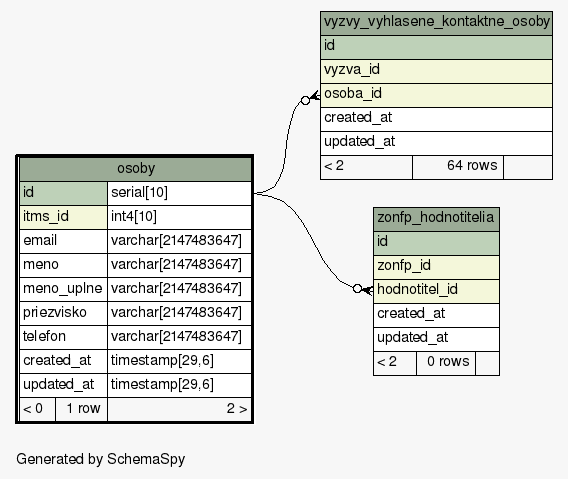 vyzvy_vyhlasene_kontaktne_osoby
id
vyzva_id
osoba_id
created_at
updated_at
< 2 64 rows
osoby
id serial[10]
itms_id int4[10]
email varchar[2147483647]
meno varchar[2147483647]
meno_uplne varchar[2147483647]
priezvisko varchar[2147483647]
telefon varchar[2147483647]
created_at timestamp[29,6]
updated_at timestamp[29,6]
< 0 1 row 2 >
zonfp_hodnotitelia
id
zonfp_id
hodnotitel_id
created_at
updated_at
< 2 0 rows
Generated by SchemaSpy